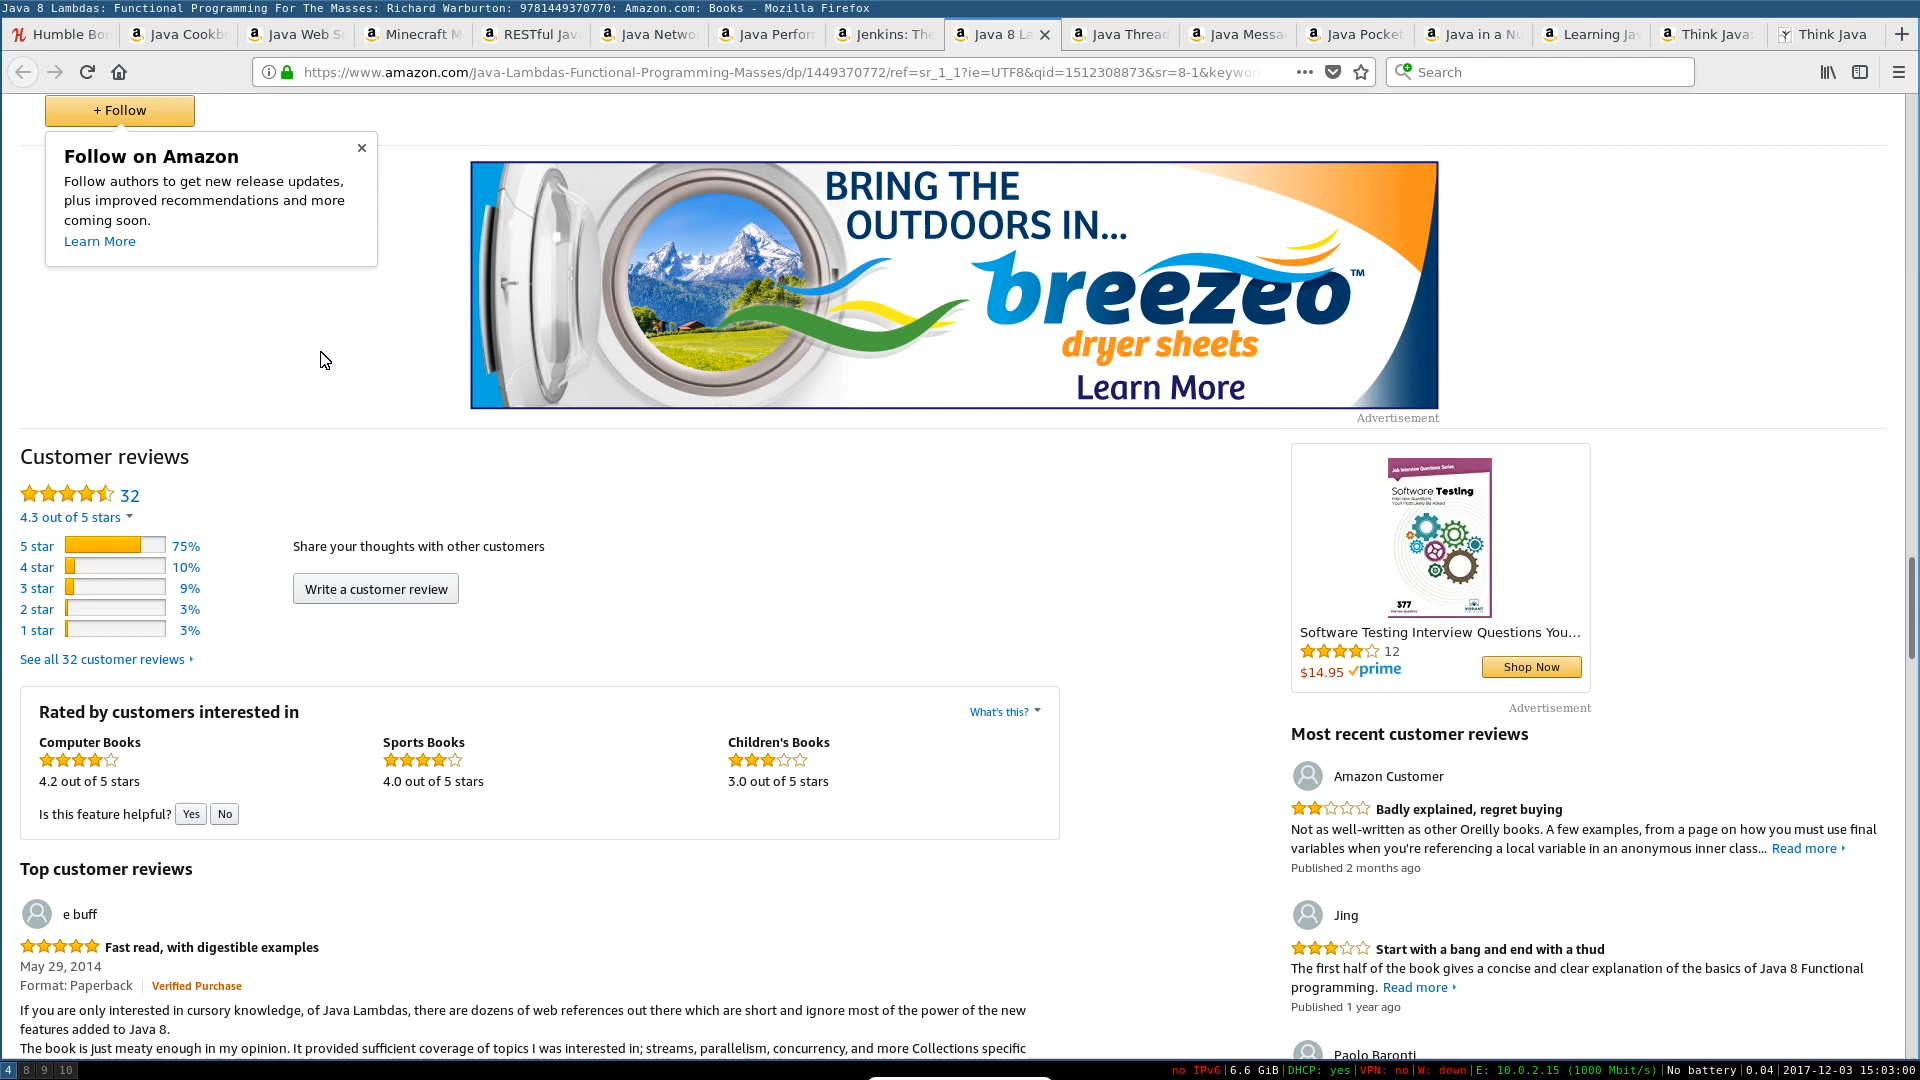 Java 8 Lambdas: Functional Programming For The Masses: Richard Warburton: 9781449370770: Amazon.com: Books - Mozilla Firefox
Humble Bo
Java Cookb
Java Web S
Minecraft M
RESTful Jav
Java Netwo
Java Perfor
Jenkins: The
Java 8 La
Java Thread
Java Messa
Java Pocket
Java in a Nu
Learning Ja
Think Java:
Think Java
https://www.amazon.com/Java-Lambdas-Functional-Programming-Masses/dp/1449370772/ref=sr_1_1?ie=UTF8&qid=1512308873&sr=8-1&keywor
Search
+ Follow
Follow on Amazon
Follow authors to get new release updates,
plus improved recommendations and more
coming soon.
Learn More
BRING THE
OUTDOORS IN...
breezeo™
dryer sheets
Learn More
Advertisement
Customer reviews
32
4.3 out of 5 stars
5 star 75%
4 star 10%
3 star 9%
2 star 3%
1 star 3%
See all 32 customer reviews
Share your thoughts with other customers
Write a customer review
Rated by customers interested in
What's this?
Computer Books
4.2 out of 5 stars
Sports Books
4.0 out of 5 stars
Children's Books
3.0 out of 5 stars
Is this feature helpful? Yes No
Top customer reviews
e buff
Fast read, with digestible examples
May 29, 2014
Format: Paperback | Verified Purchase
If you are only interested in cursory knowledge, of Java Lambdas, there are dozens of web references out there which are short and ignore most of the power of the new
features added to Java 8.
The book is just meaty enough in my opinion. It provided sufficient coverage of topics I was interested in; streams, parallelism, concurrency, and more Collections specific
Job Interview Questions Series
Software Testing
377
VIBRANT
Software Testing Interview Questions You...
12
$14.95 prime
Shop Now
Advertisement
Most recent customer reviews
Amazon Customer
Badly explained, regret buying
Not as well-written as other Oreilly books. A few examples, from a page on how you must use final
variables when you're referencing a local variable in an anonymous inner class... Read more
Published 2 months ago
Jing
Start with a bang and end with a thud
The first half of the book gives a concise and clear explanation of the basics of Java 8 Functional
programming. Read more
Published 1 year ago
Paolo Baronti
4 8 9 10
no IPv6|6.6 GiB|DHCP: yes|VPN: no|W: down|E: 10.0.2.15 (1000 Mbit/s)|No battery|0.04|2017-12-03 15:03:00